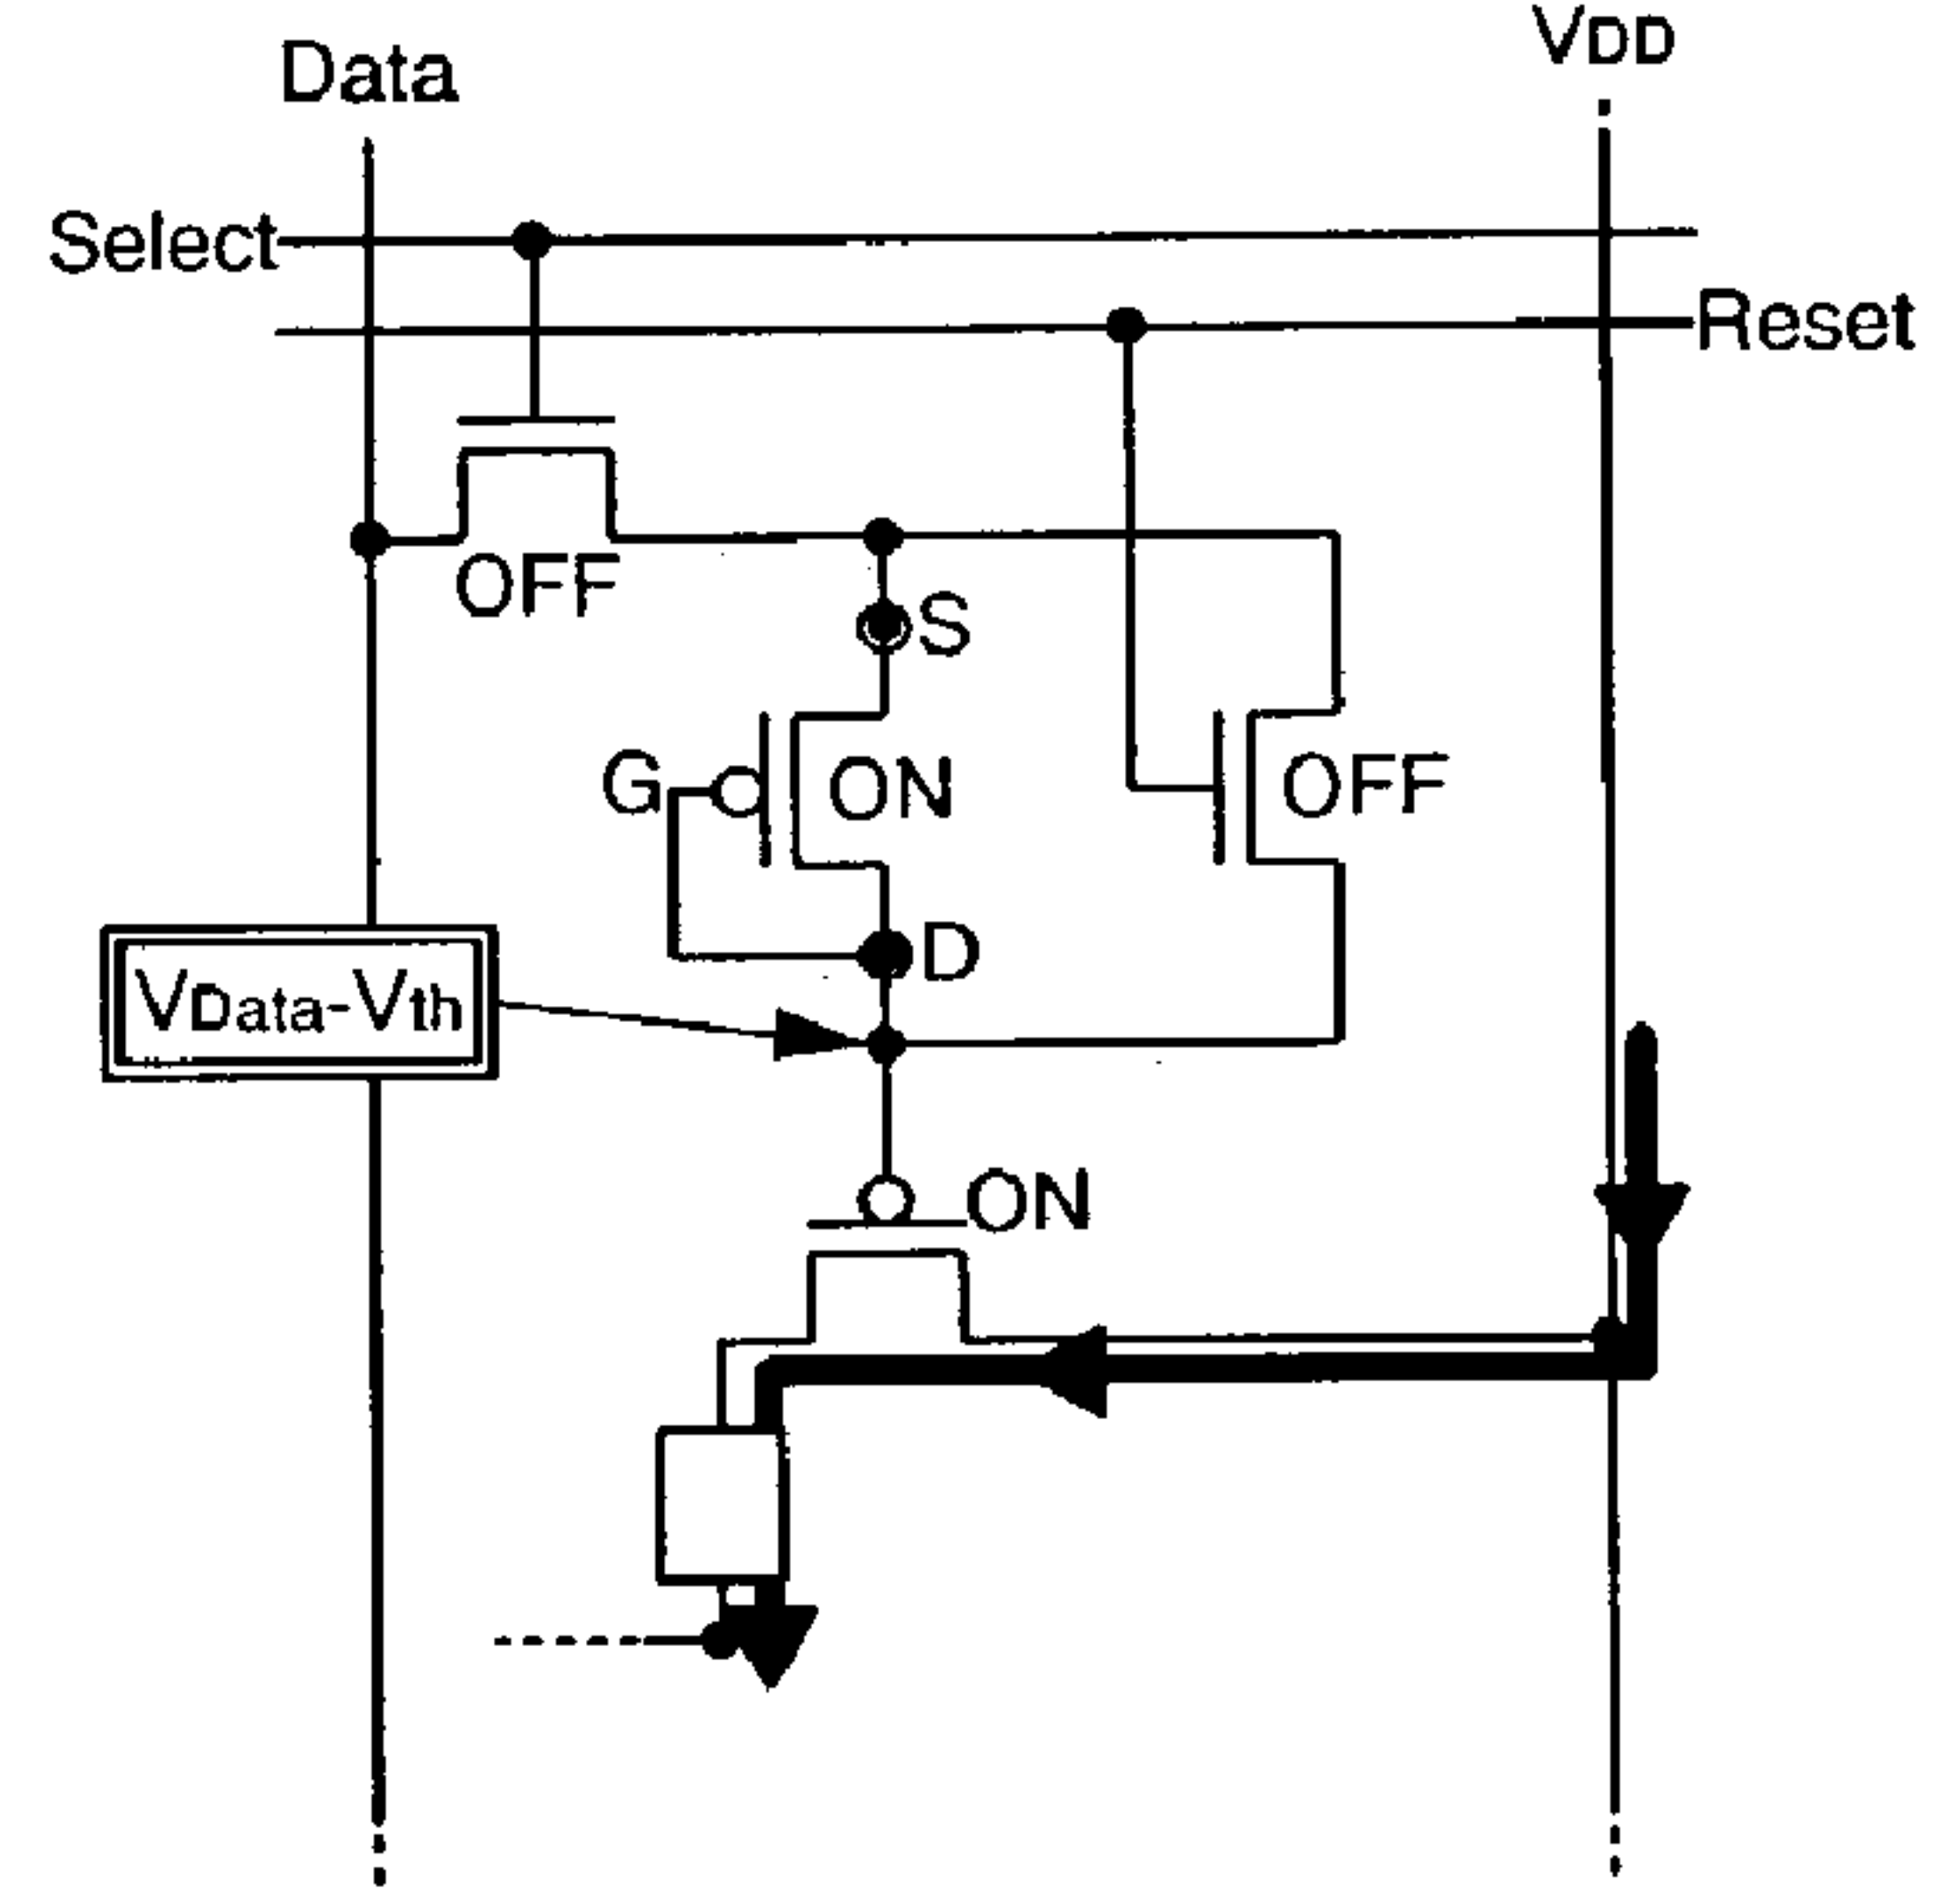 Data
VDD
Select
Reset
OFF
S
G
ON
OFF
D
VData-Vth
ON